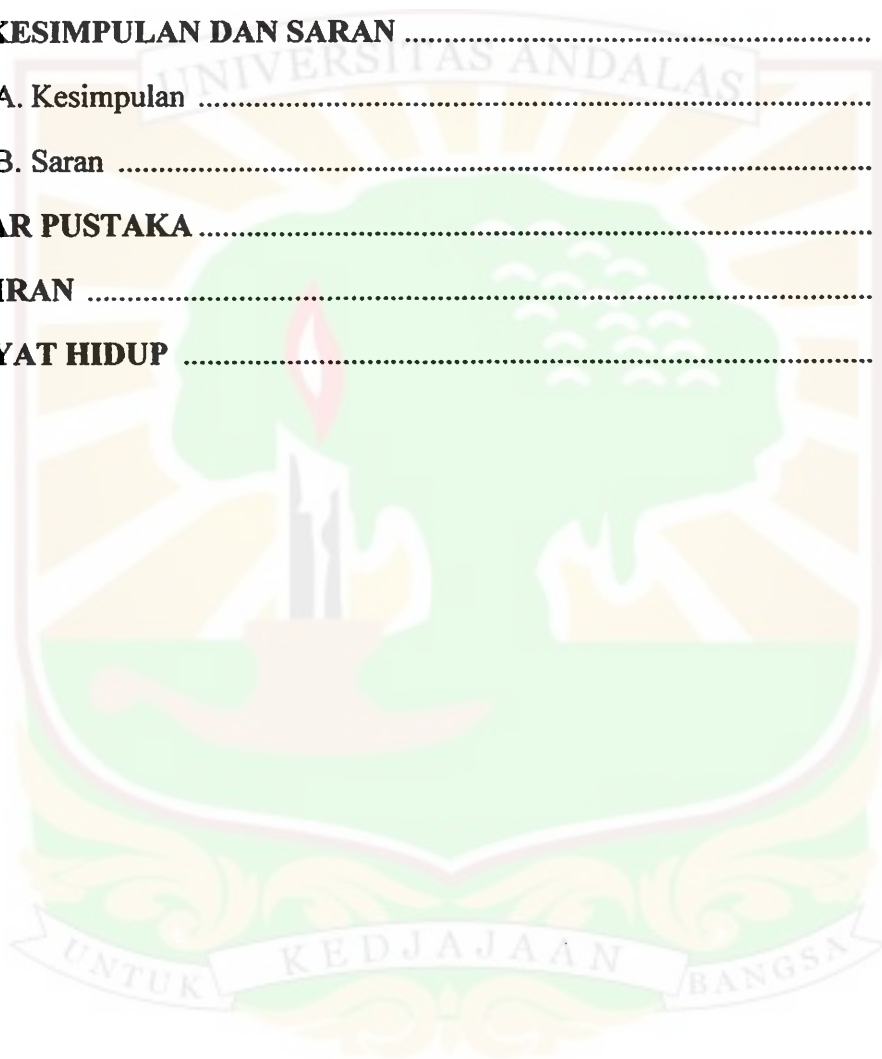 KESIMPULAN DAN SARAN ........................................................
UNIVERSITAS ANDALAS
A. Kesimpulan ........................................................................
B. Saran ........................................................................
AR PUSTAKA ........................................................................
IRAN ........................................................................
YAT HIDUP ........................................................................
UNTUK KEDJAJAAN BANGSA